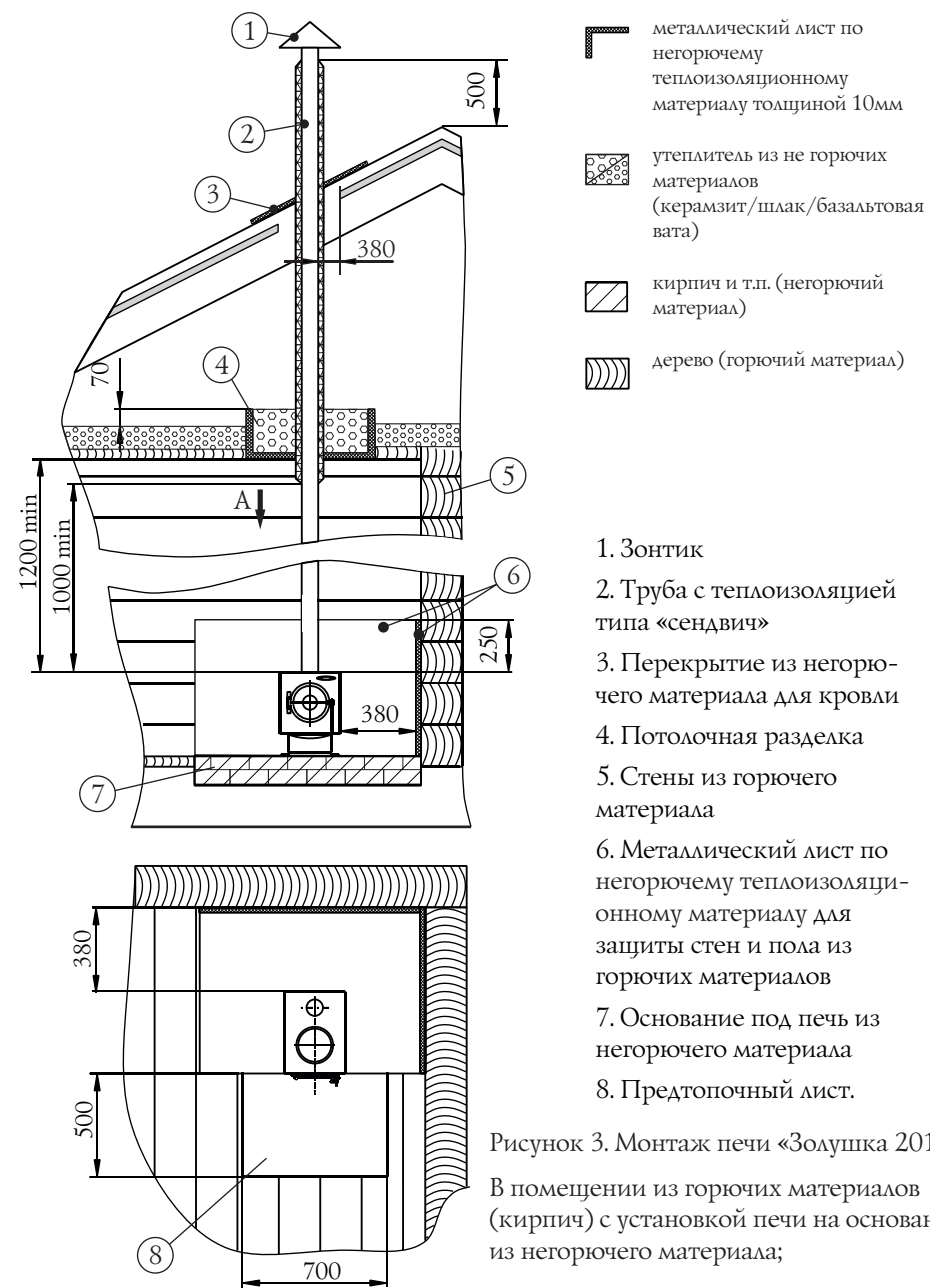 1
2
3
4
5
6
7
8
500
380
70
1200 min
1000 min
A
250
380
380
500
700
металлический лист по
негорючему
теплоизоляционному
материалу толщиной 10мм
утеплитель из не горючих
материалов
(керамзит/шлак/базальтовая
вата)
кирпич и т.п. (негорючий
материал)
дерево (горючий материал)
1. Зонтик
2. Труба с теплоизоляцией
типа «сендвич»
3. Перекрытие из негорю-
чего материала для кровли
4. Потолочная разделка
5. Стены из горючего
материала
6. Металлический лист по
негорючему теплоизоляци-
онному материалу для
защиты стен и пола из
горючих материалов
7. Основание под печь из
негорючего материала
8. Предтопочный лист.
Рисунок 3. Монтаж печи «Золушка 201
В помещении из горючих материалов
(кирпич) с установкой печи на основан
из негорючего материала;